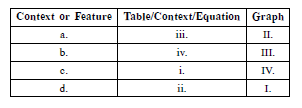 Context or Feature Table/Context/Equation Graph
a. iii. II.
b. iv. III.
c. i. IV.
d. ii. I.